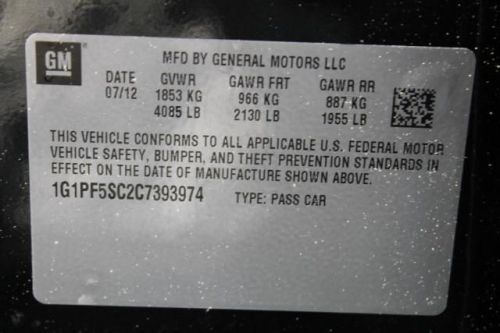 GM
MFD BY GENERAL MOTORS LLC
DATE GVWR GAWR FRT GAWR RR
07/12 1853 KG 966 KG 887 KG
4085 LB 2130 LB 1955 LB
THIS VEHICLE CONFORMS TO ALL APPLICABLE U.S. FEDERAL MOTOR
VEHICLE SAFETY, BUMPER, AND THEFT PREVENTION STANDARDS IN
EFFECT ON THE DATE OF MANUFACTURE SHOWN ABOVE.
1G1PF5SC2C7393974 TYPE: PASS CAR